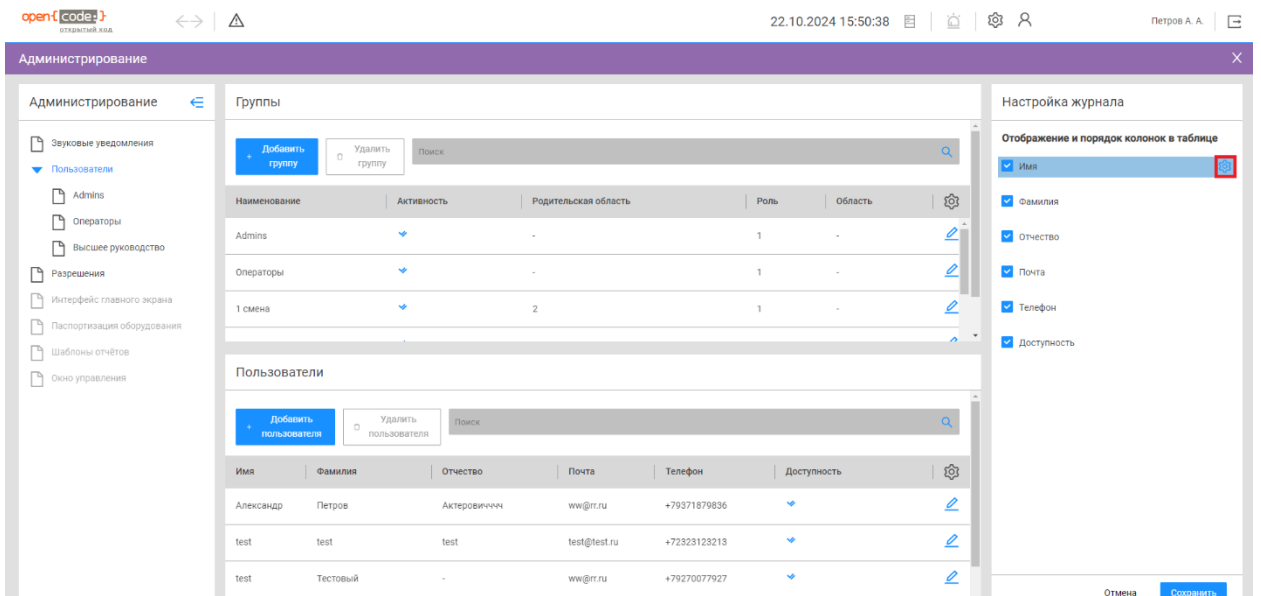 open{code:}
открытый код
22.10.2024 15:50:38
Петров А. А.
Администрирование
X
Администрирование
Звуковые уведомления
Пользователи
Admins
Операторы
Высшее руководство
Разрешения
Интерфейс главного экрана
Паспортизация оборудования
Шаблоны отчётов
Окно управления
Группы
+ Добавить
группу
Удалить
группу
Поиск
Наименование Активность Родительская область Роль Область
Admins - 1 -
Операторы - 1 -
1 смена 2 1 -
Пользователи
+ Добавить
пользователя
Удалить
пользователя
Поиск
Имя Фамилия Отчество Почта Телефон Доступность
Александр Петров Актеровичччч ww@rr.ru +79371879836
test test test test@test.ru +72323123213
test Тестовый - ww@rr.ru +79270077927
Настройка журнала
Отображение и порядок колонок в таблице
Имя
Фамилия
Отчество
Почта
Телефон
Доступность
Отмена Сохранить